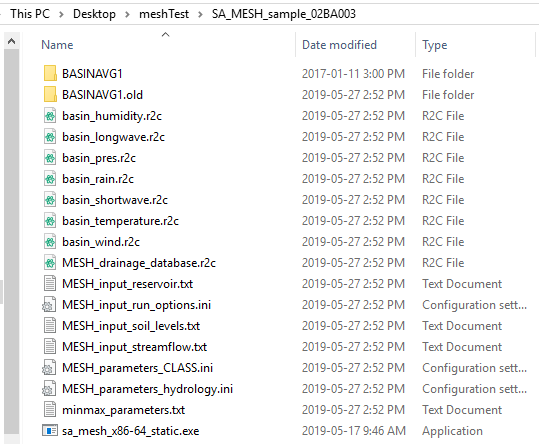 This PC > Desktop > meshTest > SA_MESH_sample_02BA003
Name Date modified Type
BASINAVG1 2017-01-11 3:00 PM File folder
BASINAVG1.old 2019-05-27 2:52 PM File folder
basin_humidity.r2c 2019-05-27 2:52 PM R2C File
basin_longwave.r2c 2019-05-27 2:52 PM R2C File
basin_pres.r2c 2019-05-27 2:52 PM R2C File
basin_rain.r2c 2019-05-27 2:52 PM R2C File
basin_shortwave.r2c 2019-05-27 2:52 PM R2C File
basin_temperature.r2c 2019-05-27 2:52 PM R2C File
basin_wind.r2c 2019-05-27 2:52 PM R2C File
MESH_drainage_database.r2c 2019-05-27 2:52 PM R2C File
MESH_input_reservoir.txt 2019-05-27 2:52 PM Text Document
MESH_input_run_options.ini 2019-05-27 2:52 PM Configuration sett...
MESH_input_soil_levels.txt 2019-05-27 2:52 PM Text Document
MESH_input_streamflow.txt 2019-05-27 2:52 PM Text Document
MESH_parameters_CLASS.ini 2019-05-27 2:52 PM Configuration sett...
MESH_parameters_hydrology.ini 2019-05-27 2:52 PM Configuration sett...
minmax_parameters.txt 2019-05-27 2:52 PM Text Document
sa_mesh_x86-64_static.exe 2019-05-17 9:46 AM Application